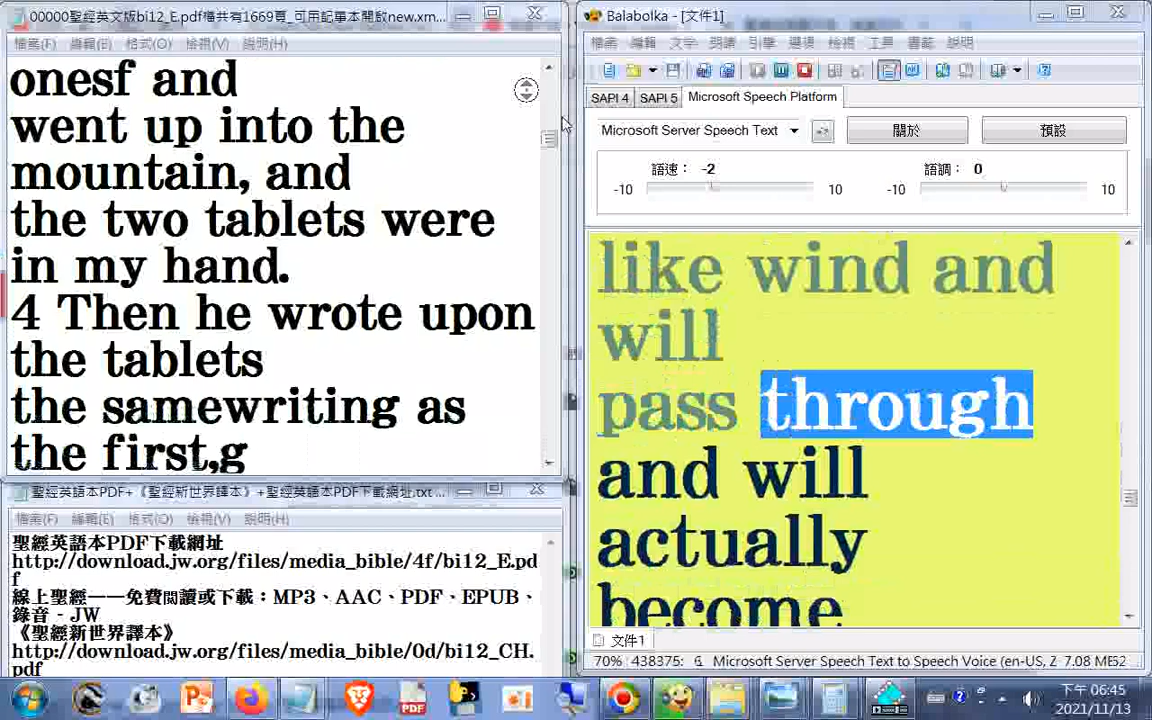 00000聖經英文版bi12_E.pdf檔共有1669頁_可用記事本開啟new.xm...
檔案(F) 編輯(E) 格式(O) 檢視(V) 說明(H)
onesf and
went up into the
mountain, and
the two tablets were
in my hand.
4 Then he wrote upon
the tablets
the samewriting as
the first,g
聖經英語本PDF+《聖經新世界譯本》+聖經英語本PDF下載網址.txt ...
檔案(F) 編輯(E) 格式(O) 檢視(V) 說明(H)
聖經英語本PDF下載網址
http://download.jw.org/files/media_bible/4f/bi12_E.pd
f
線上聖經——免費閱讀或下載：MP3、AAC、PDF、EPUB、
錄音 - JW
《聖經新世界譯本》
http://download.jw.org/files/media_bible/0d/bi12_CH.
pdf
Balabolka - [文件1]
檔案 編輯 文字 朗讀 引擎 選項 檢視 工具 書籤 說明
SAPI 4 SAPI 5 Microsoft Speech Platform
Microsoft Server Speech Text 關於 預設
語速： -2 語調： 0
-10 10 -10 10
like wind and
will
pass through
and will
actually
become
文件1
70% 438375: Microsoft Server Speech Text to Speech Voice (en-US, Z 7.08 ME
下午 06:45
2021/11/13